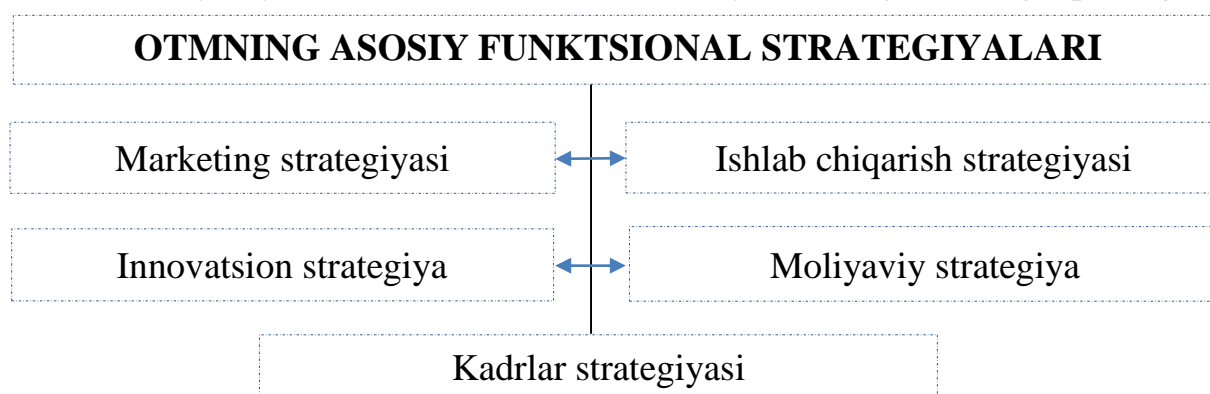 OTMNING ASOSIY FUNKTSIONAL STRATEGIYALARI
Marketing strategiyasi
Ishlab chiqarish strategiyasi
Innovatsion strategiya
Moliyaviy strategiya
Kadrlar strategiyasi